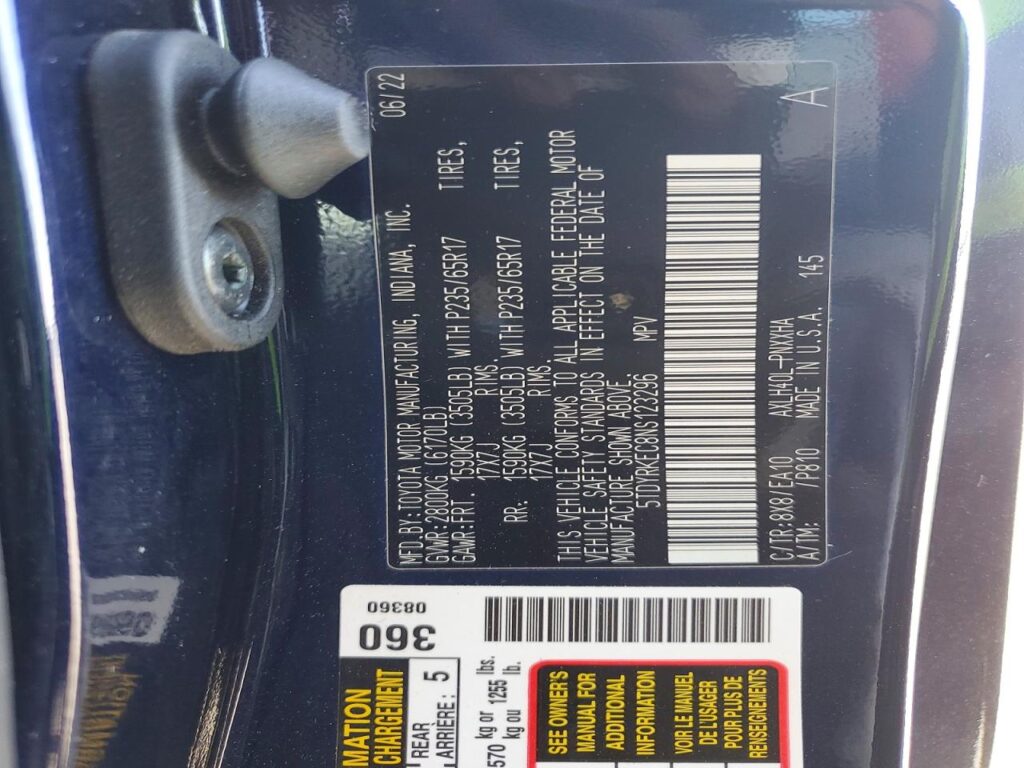 MFD.BY:TOYOTA MOTOR MANUFACTURING, INDIANA, INC. 06/22
GVWR:2800KG (6170LB)
GAWR:FRT. 1590KG (3505LB) WITH P235/65R17 TIRES,
17X7J RIMS.
RR. 1590KG (3505LB) WITH P235/65R17 TIRES,
17X7J RIMS.
THIS VEHICLE CONFORMS TO ALL APPLICABLE FEDERAL MOTOR
VEHICLE SAFETY STANDARDS IN EFFECT ON THE DATE OF
MANUFACTURE SHOWN ABOVE.
5TDYRKEC8NS123296 MPV
C/TR:8X8/EA10 AXLH40L-PNXXHA
A/TM: /P810 MADE IN U.S.A. 145 A
360
08360
MATION
CHARGEMENT
REAR
ARRIÈRE : 5
570 kg or 1255 lbs.
kg ou lb.
SEE OWNER'S
MANUAL FOR
ADDITIONAL
INFORMATION
VOIR LE MANUEL
DE L'USAGER
POUR PLUS DE
RENSEIGNEMENTS